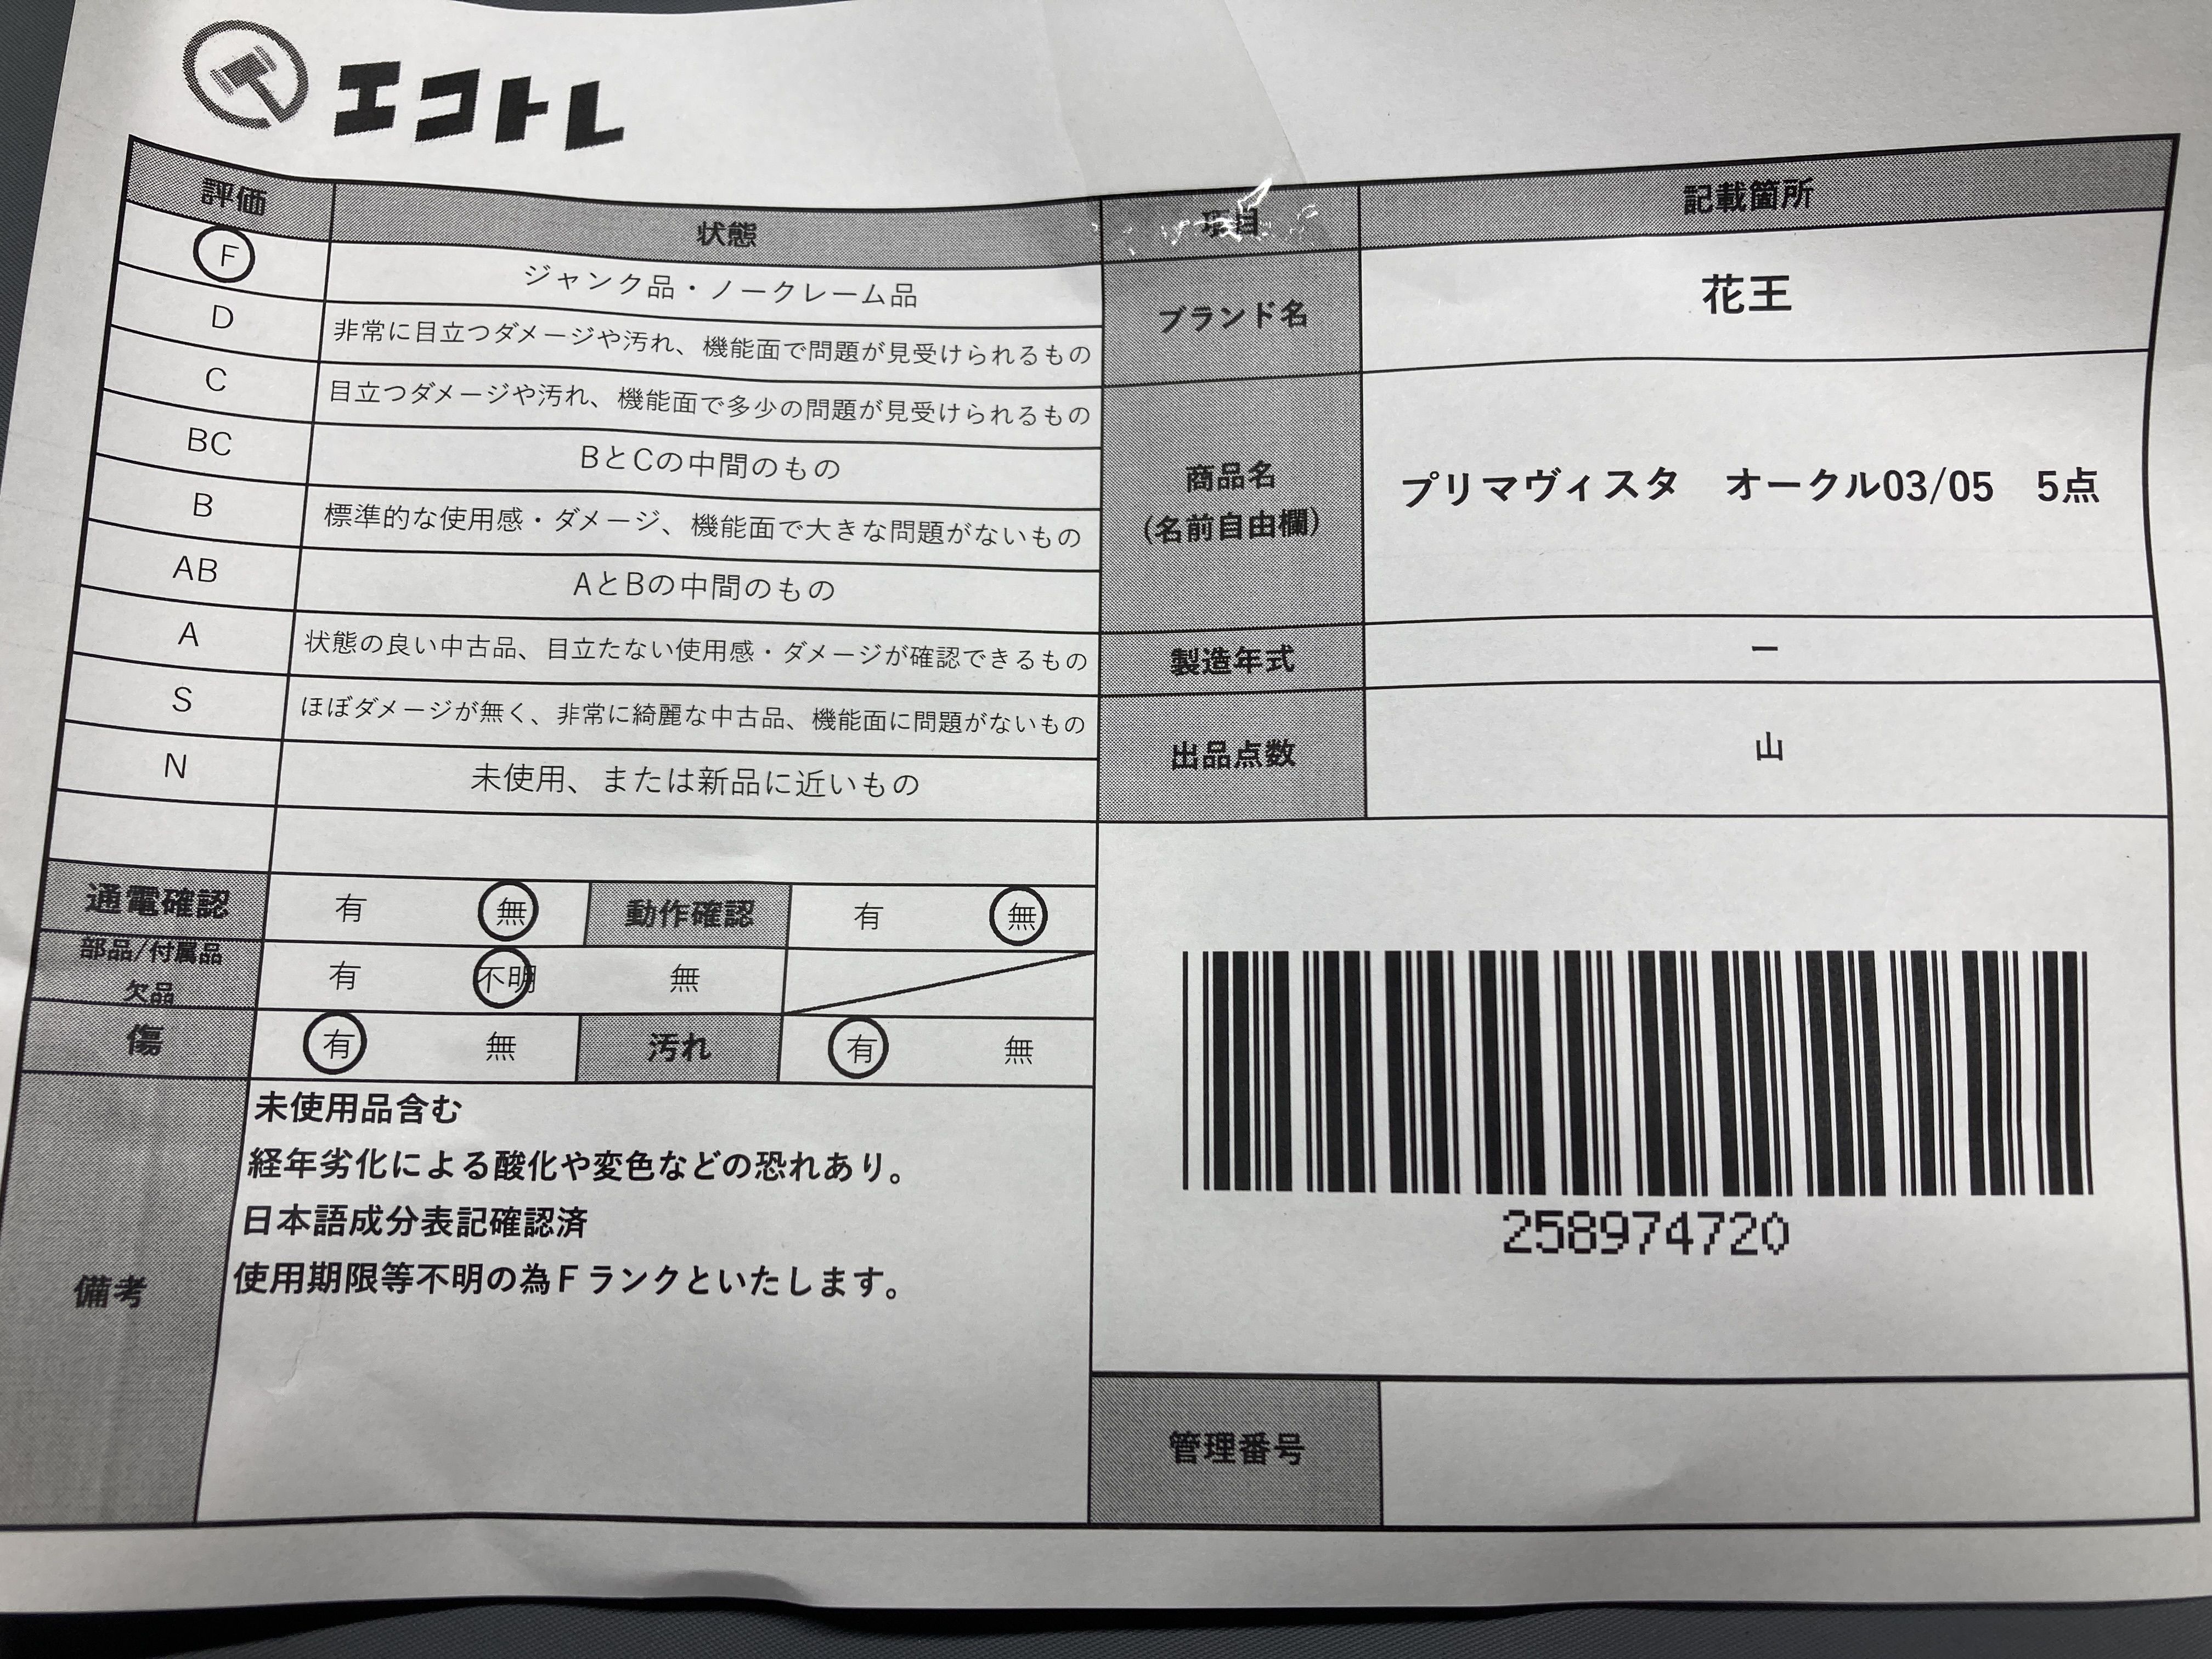 エコトレ
評価 状態
F ジャンク品・ノークレーム品
D 非常に目立つダメージや汚れ、機能面で問題が見受けられるもの
C 目立つダメージや汚れ、機能面で多少の問題が見受けられるもの
BC BとCの中間のもの
B 標準的な使用感・ダメージ、機能面で大きな問題がないもの
AB AとBの中間のもの
A 状態の良い中古品、目立たない使用感・ダメージが確認できるもの
S ほぼダメージが無く、非常に綺麗な中古品、機能面に問題がないもの
N 未使用、または新品に近いもの
通電確認 有 無 動作確認 有 無
部品/付属品
欠品 有 不明 無
傷 有 無 汚れ 有 無
備考
未使用品含む
経年劣化による酸化や変色などの恐れあり。
日本語成分表記確認済
使用期限等不明の為Fランクといたします。
項目 記載箇所
ブランド名 花王
商品名
(名前自由欄)
プリマヴィスタ　オークル03/05　5点
製造年式 ー
出品点数 山
258974720
管理番号